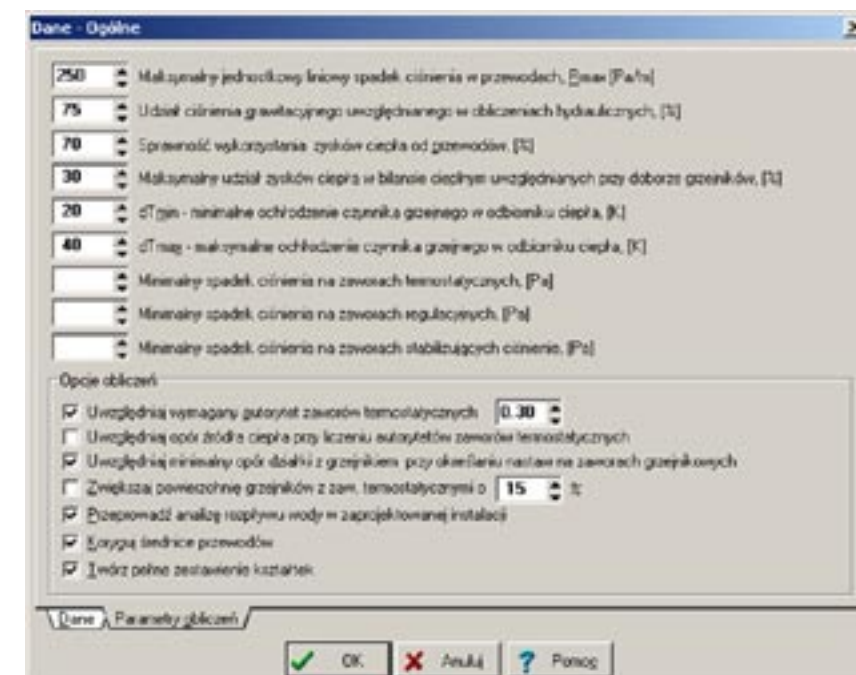 Dane - Ogólne
250 Maksymalny jednostkowy liniowy spadek ciśnienia w przewodach, Rmax [Pa/m]
75 Udział ciśnienia grawitacyjnego uwzględnianego w obliczeniach hydraulicznych, [%]
70 Sprawność wykorzystania zysków ciepła od przewodów, [%]
30 Maksymalny udział zysków ciepła w bilansie cieplnym uwzględnianych przy doborze grzejników, [%]
20 dTmin - minimalne ochłodzenie czynnika grzejnego w odbiorniku ciepła, [K]
40 dTmax - maksymalne ochłodzenie czynnika grzejnego w odbiorniku ciepła, [K]
Minimalny spadek ciśnienia na zaworach termostatycznych, [Pa]
Minimalny spadek ciśnienia na zaworach regulacyjnych, [Pa]
Minimalny spadek ciśnienia na zaworach stabilizujących ciśnienie, [Pa]
Opcje obliczeń
Uwzględniaj wymagany autorytet zaworów termostatycznych 0.30
Uwzględniaj opór źródła ciepła przy liczeniu autorytetów zaworów termostatycznych
Uwzględniaj minimalny opór działki z grzejnikiem przy określaniu nastaw na zaworach grzejnikowych
Zwiększaj powierzchnię grzejników z zaw. termostatycznymi o 15 %
Przeprowadź analizę rozpływu wody w zaprojektowanej instalacji
Koryguj średnice przewodów
Twórz pełne zestawienie kształtek
Dane Parametry obliczeń
OK Anuluj Pomoc